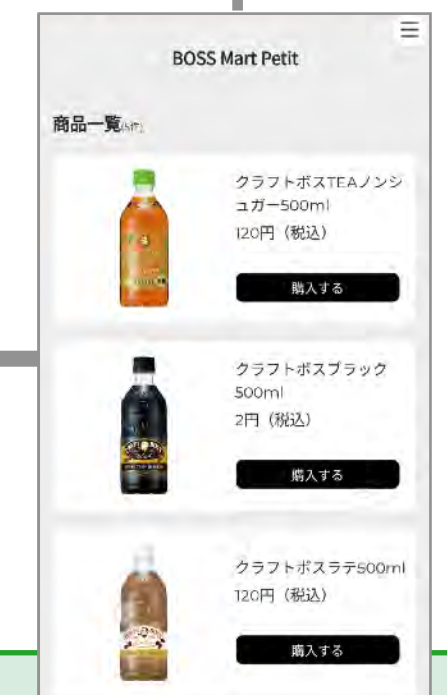 BOSS Mart Petit
商品一覧(5件)
クラフトボスTEAノンシ
ュガー500ml
120円（税込）
購入する
クラフトボスブラック
500ml
2円（税込）
購入する
クラフトボスラテ500ml
120円（税込）
購入する